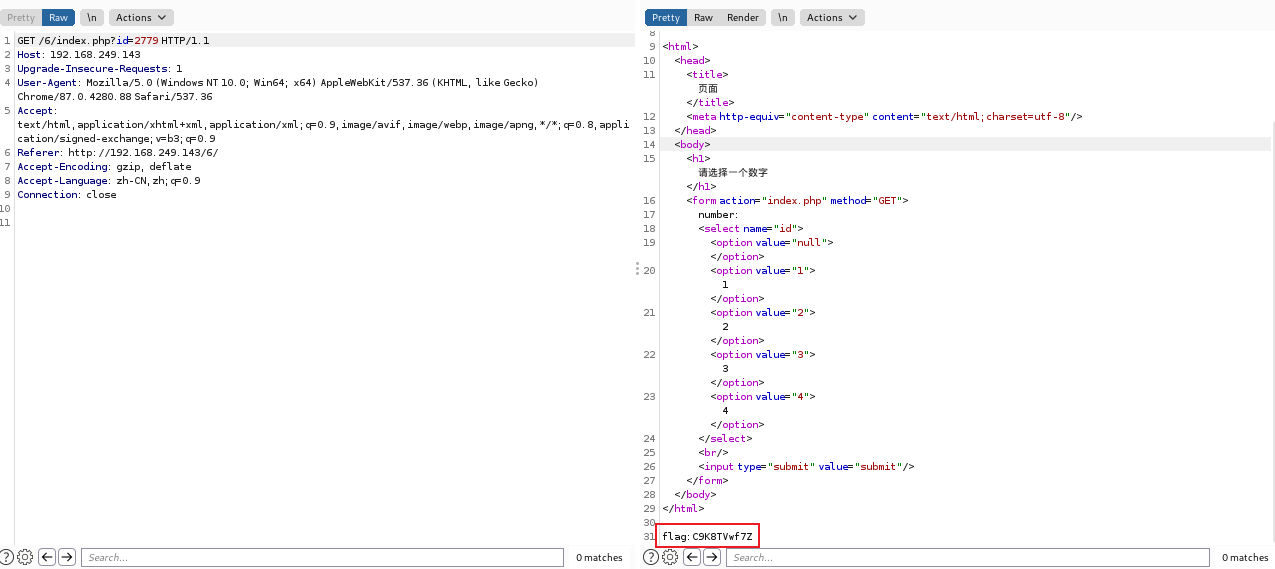 Pretty Raw \n Actions
1 GET /6/index.php?id=2779 HTTP/1.1
2 Host: 192.168.249.143
3 Upgrade-Insecure-Requests: 1
4 User-Agent: Mozilla/5.0 (Windows NT 10.0; Win64; x64) AppleWebKit/537.36 (KHTML, like Gecko)
Chrome/87.0.4280.88 Safari/537.36
5 Accept:
text/html,application/xhtml+xml,application/xml;q=0.9,image/avif,image/webp,image/apng,*/*;q=0.8,appli
cation/signed-exchange;v=b3;q=0.9
6 Referer: http://192.168.249.143/6/
7 Accept-Encoding: gzip, deflate
8 Accept-Language: zh-CN,zh;q=0.9
9 Connection: close
10
11
? Search... 0 matches
Pretty Raw Render \n Actions
8
9 <html>
10 <head>
11 <title>
页面
</title>
12 <meta http-equiv="content-type" content="text/html;charset=utf-8"/>
13 </head>
14 <body>
15 <h1>
请选择一个数字
</h1>
16 <form action="index.php" method="GET">
17 number:
18 <select name="id">
19 <option value="null">
</option>
20 <option value="1">
1
</option>
21 <option value="2">
2
</option>
22 <option value="3">
3
</option>
23 <option value="4">
4
</option>
24 </select>
25 <br/>
26 <input type="submit" value="submit"/>
27 </form>
28 </body>
29 </html>
30
31 flag:C9K8TVwf7Z
? Search... 0 matches